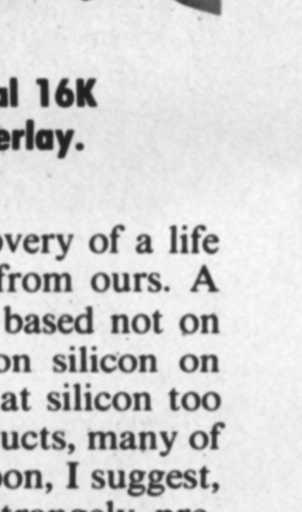 al 16K
erlay.
overy of a life
from ours. A
based not on
on silicon on
at silicon too
ucts, many of
on, I suggest,